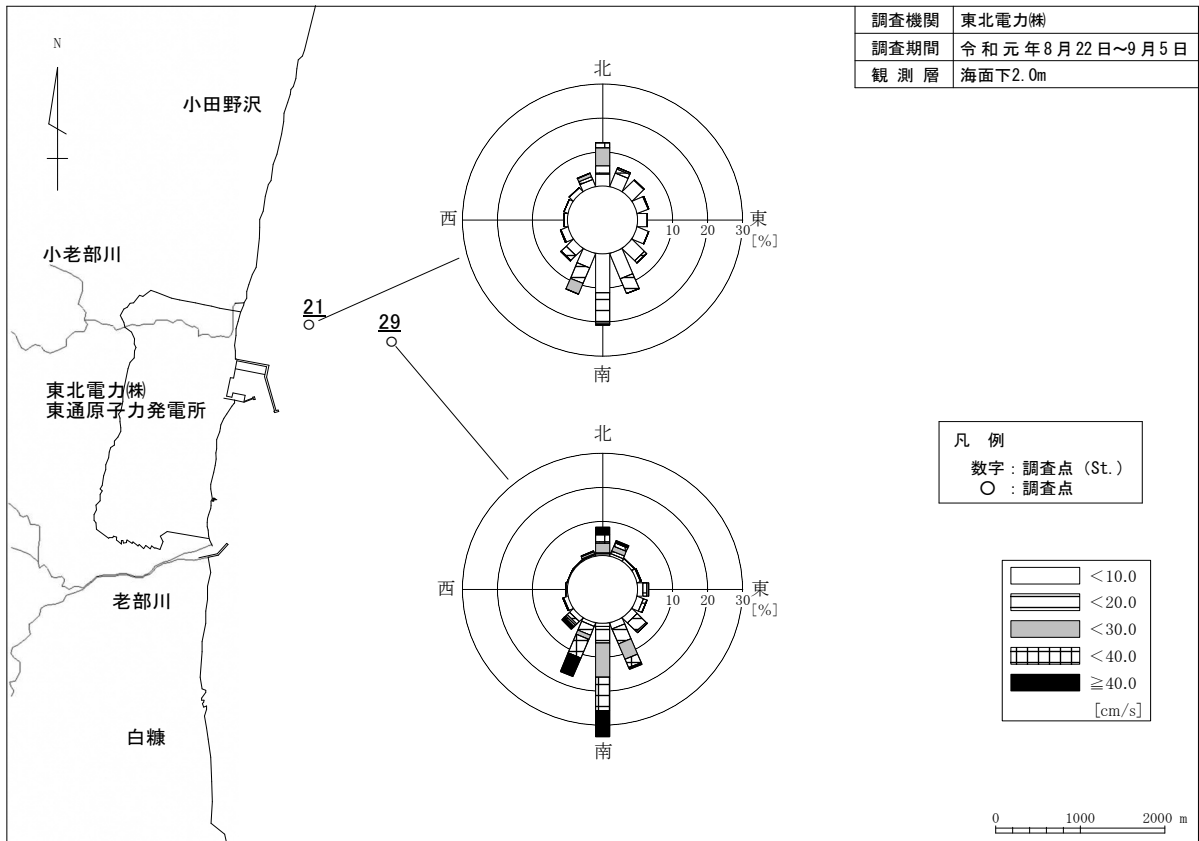 調査機関 東北電力㈱
調査期間 令和元年8月22日~9月5日
観測層 海面下2.0m
N
小田野沢
北
西
東
10 20 30
[%]
南
小老部川
21
29
東北電力㈱
東通原子力発電所
凡 例
数字:調査点 (St.)
○ :調査点
北
西
東
10 20 30
[%]
南
老部川
白糠
<10.0
<20.0
<30.0
<40.0
≧40.0
[cm/s]
0 1000 2000 m